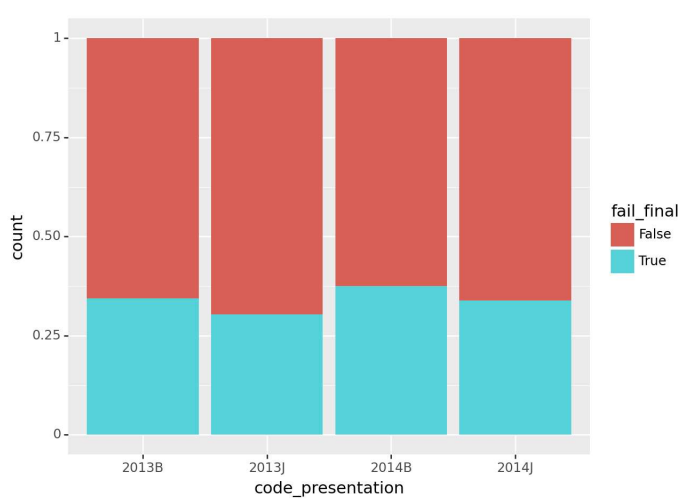 1
0.75
0.50
0.25
0
count
2013B 2013J 2014B 2014J
code_presentation
fail_final
False
True